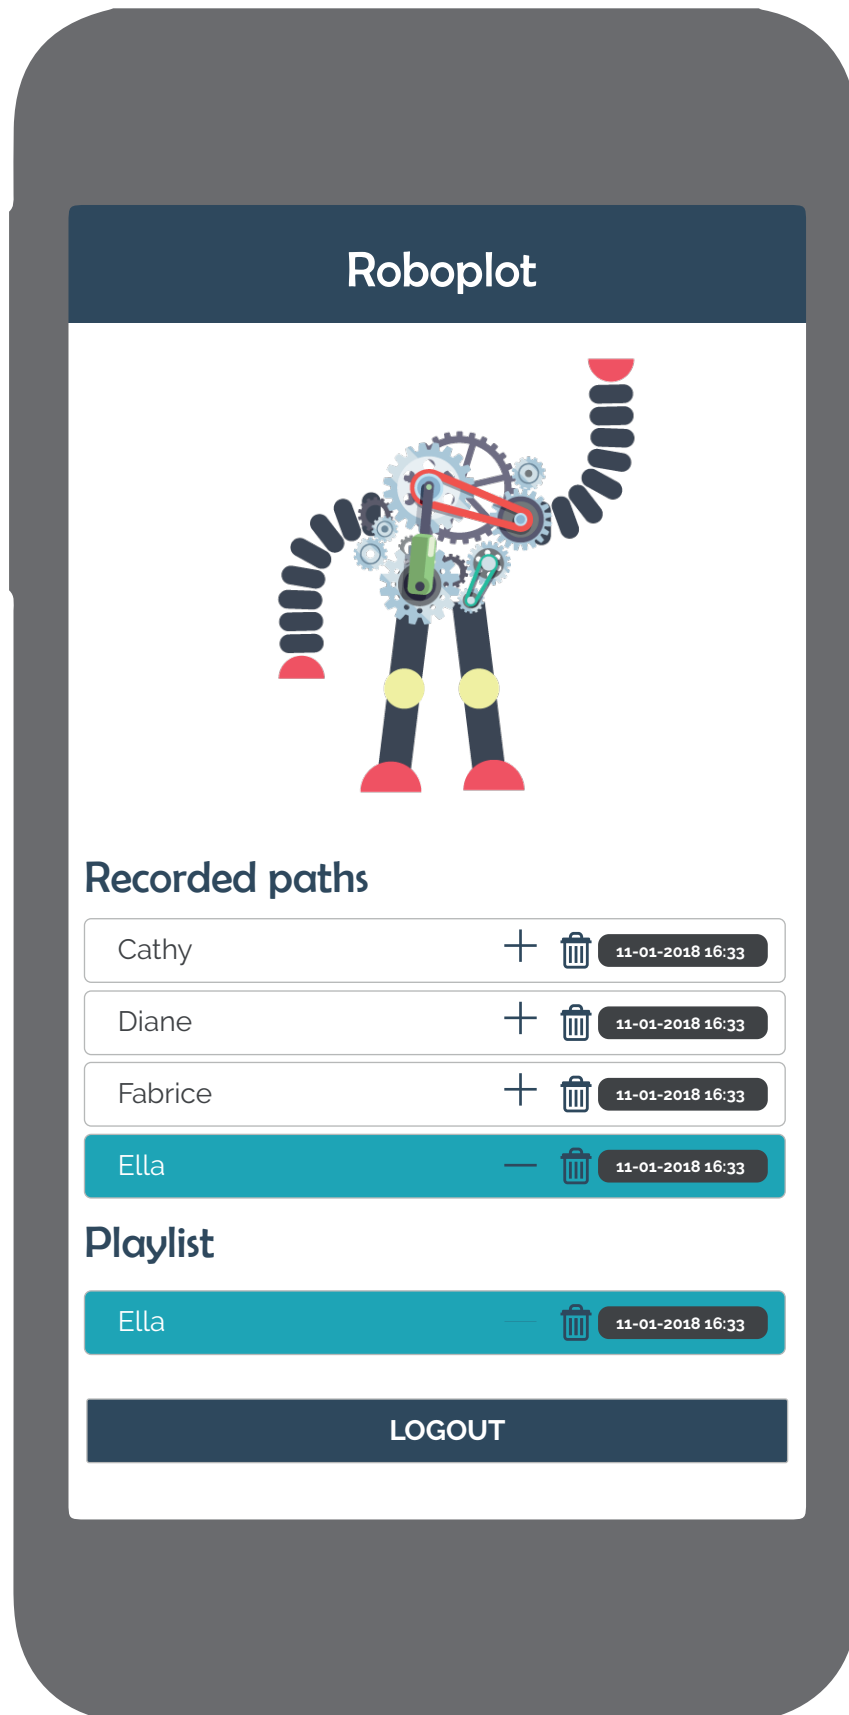 Roboplot
Recorded paths
Cathy 11-01-2018 16:33
Diane 11-01-2018 16:33
Fabrice 11-01-2018 16:33
Ella 11-01-2018 16:33
Playlist
Ella 11-01-2018 16:33
LOGOUT